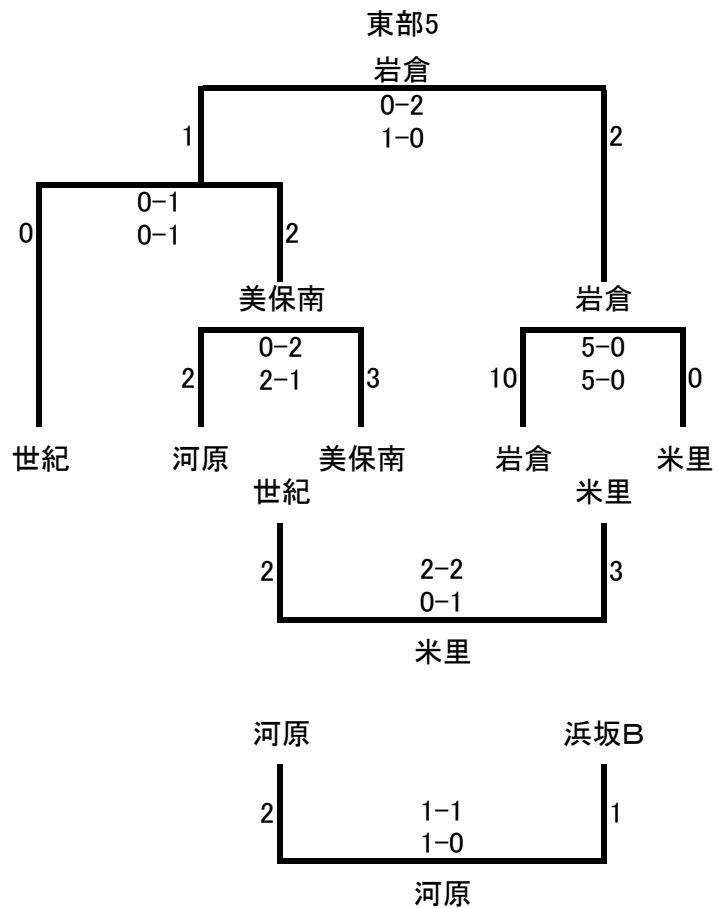 東部5
岩倉
0-2
1 1-0 2
0-1
0 0-1 2
美保南 岩倉
0-2 5-0
2 2-1 3 10 5-0 0
世紀 河原 美保南 岩倉 米里
世紀 米里
2 2-2 3
0-1
米里
河原 浜坂B
2 1-1 1
1-0
河原